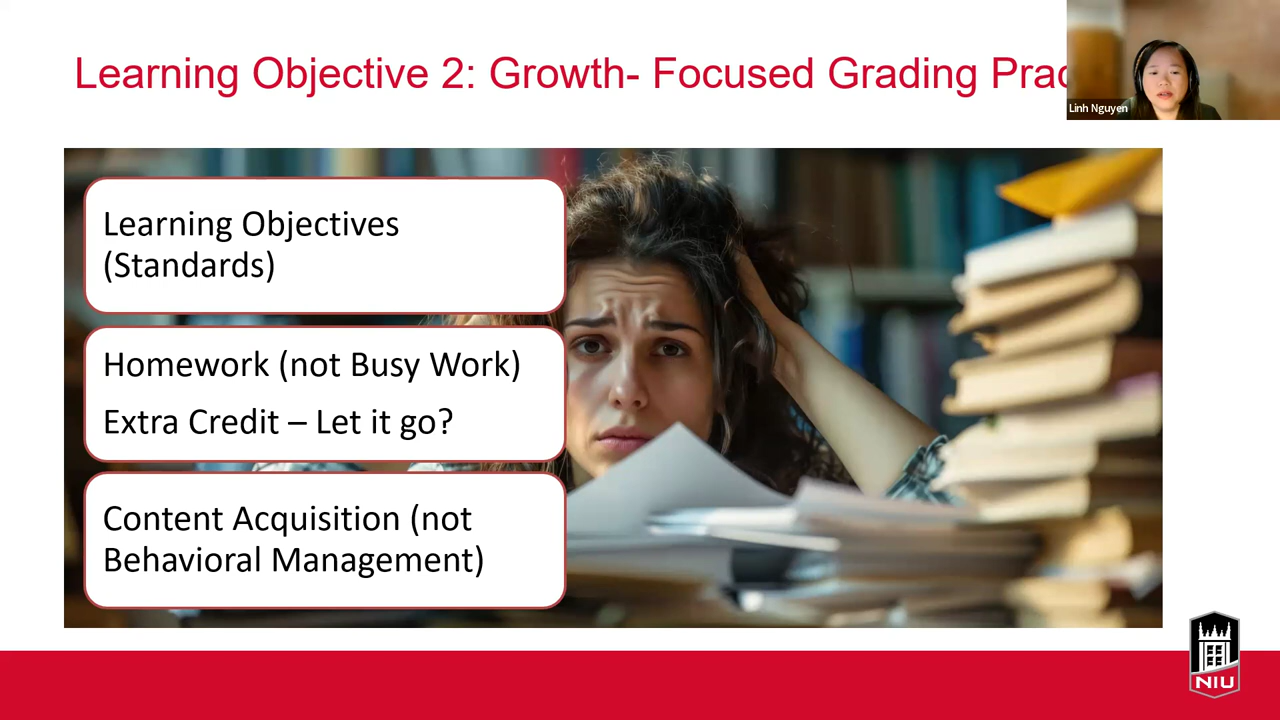 Learning Objective 2: Growth- Focused Grading
Linh Nguyen
Learning Objectives
(Standards)
Homework (not Busy Work)
Extra Credit – Let it go?
Content Acquisition (not
Behavioral Management)
NIU